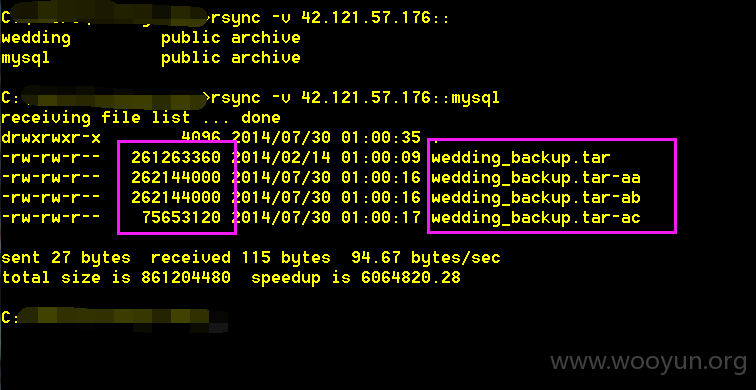 C:\ >rsync -v 42.121.57.176::
wedding public archive
mysql public archive
C:\ >rsync -v 42.121.57.176::mysql
receiving file list ... done
drwxrwxr-x 4096 2014/07/30 01:00:35 .
-rw-rw-r-- 261263360 2014/02/14 01:00:09 wedding_backup.tar
-rw-rw-r-- 262144000 2014/07/30 01:00:16 wedding_backup.tar-aa
-rw-rw-r-- 262144000 2014/07/30 01:00:16 wedding_backup.tar-ab
-rw-rw-r-- 75653120 2014/07/30 01:00:17 wedding_backup.tar-ac
sent 27 bytes received 115 bytes 94.67 bytes/sec
total size is 861204480 speedup is 6064820.28
C:
www.wooyun.org